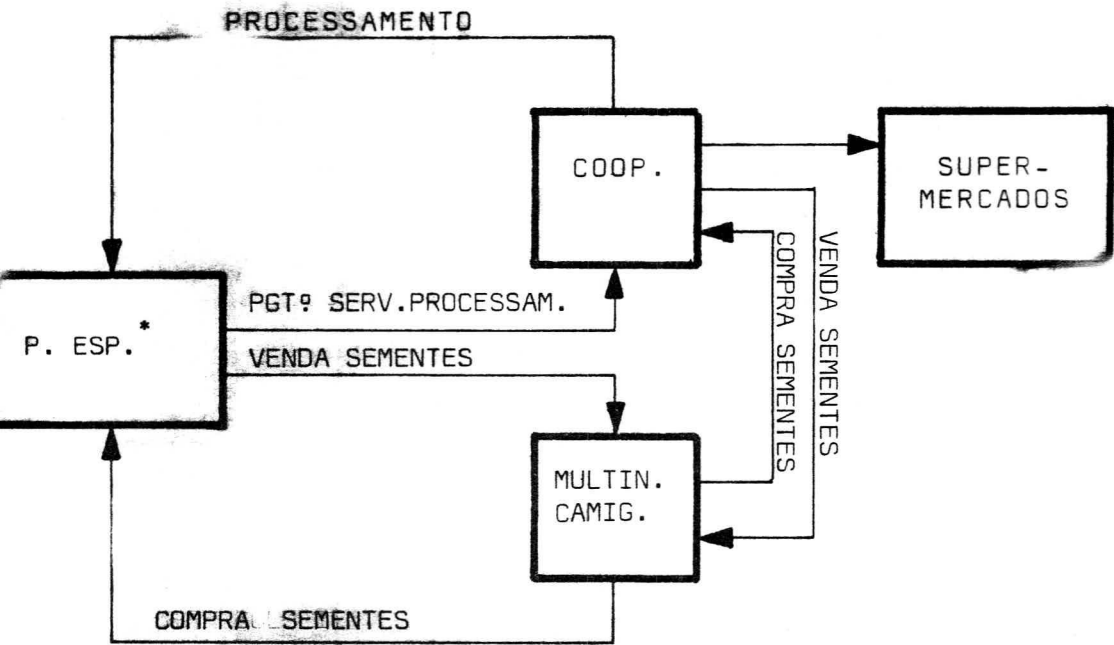 PROCESSAMENTO
COOP.
SUPER-
MERCADOS
P. ESP.*
PGTº SERV.PROCESSAM.
VENDA SEMENTES
COMPRA SEMENTES
VENDA SEMENTES
MULTIN.
CAMIG.
COMPRA SEMENTES